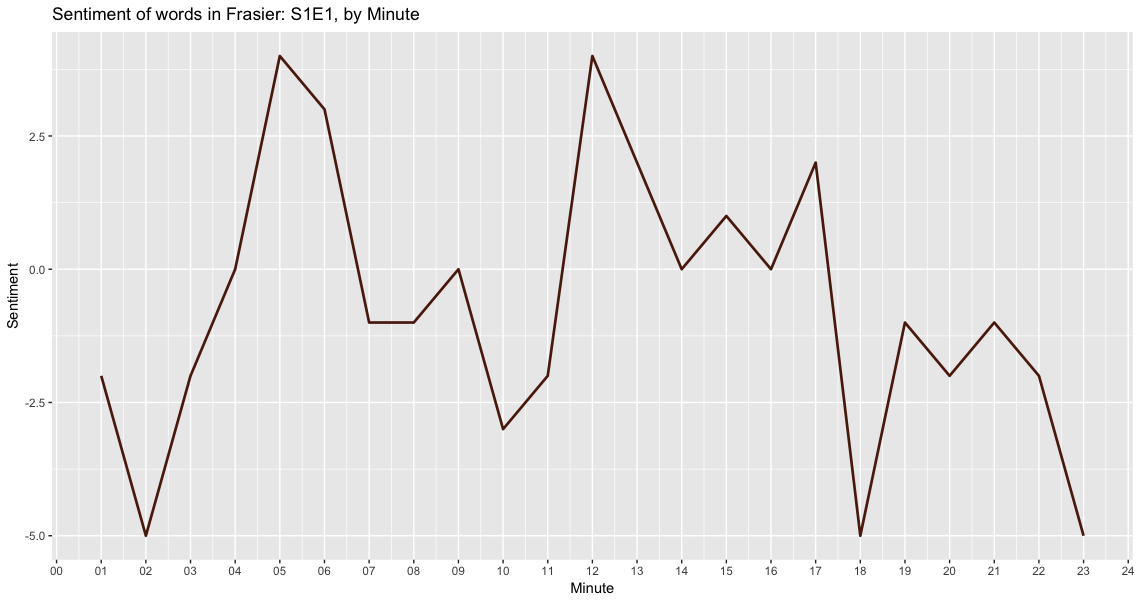 Sentiment of words in Frasier: S1E1, by Minute
Sentiment
2.5
0.0
-2.5
-5.0
00 01 02 03 04 05 06 07 08 09 10 11 12 13 14 15 16 17 18 19 20 21 22 23 24
Minute